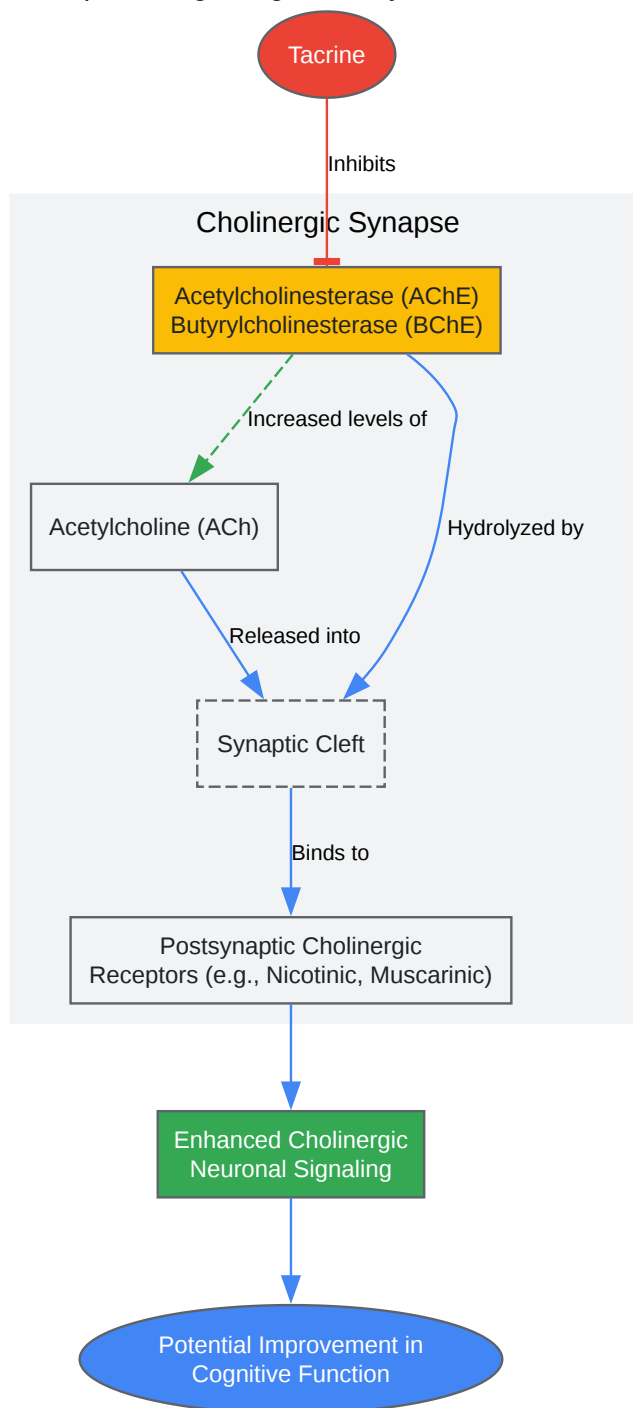 Tacrine
Inhibits
Cholinergic Synapse
Acetylcholinesterase (AChE)
Butyrylcholinesterase (BChE)
Increased levels of
Acetylcholine (ACh)
Hydrolyzed by
Released into
Synaptic Cleft
Binds to
Postsynaptic Cholinergic
Receptors (e.g., Nicotinic, Muscarinic)
Enhanced Cholinergic
Neuronal Signaling
Potential Improvement in
Cognitive Function